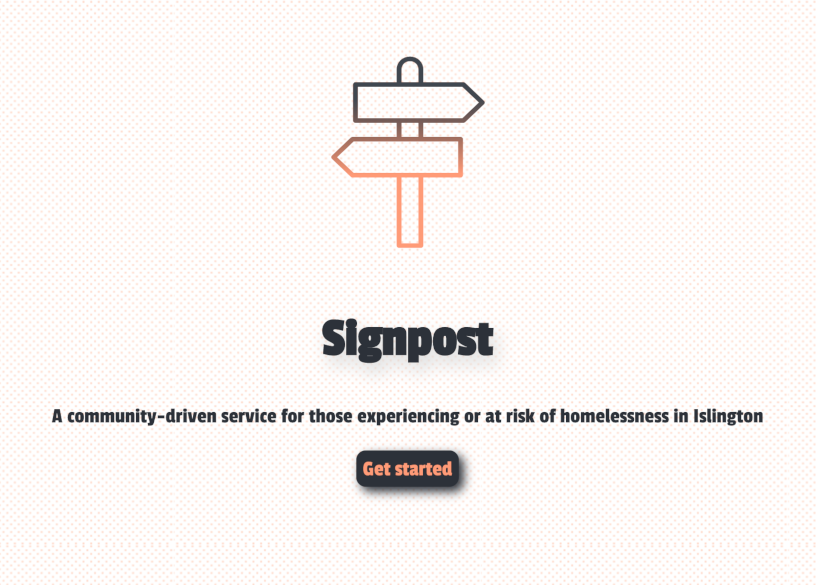 Signpost
A community-driven service for those experiencing or at risk of homelessness in Islington
Get started